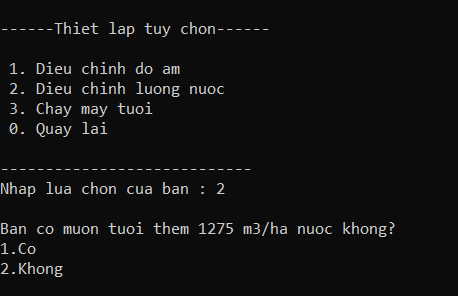 ------Thiet lap tuy chon------
1. Dieu chinh do am
2. Dieu chinh luong nuoc
3. Chay may tuoi
0. Quay lai
----------------------------
Nhap lua chon cua ban : 2
Ban co muon tuoi them 1275 m3/ha nuoc khong?
1.Co
2.Khong